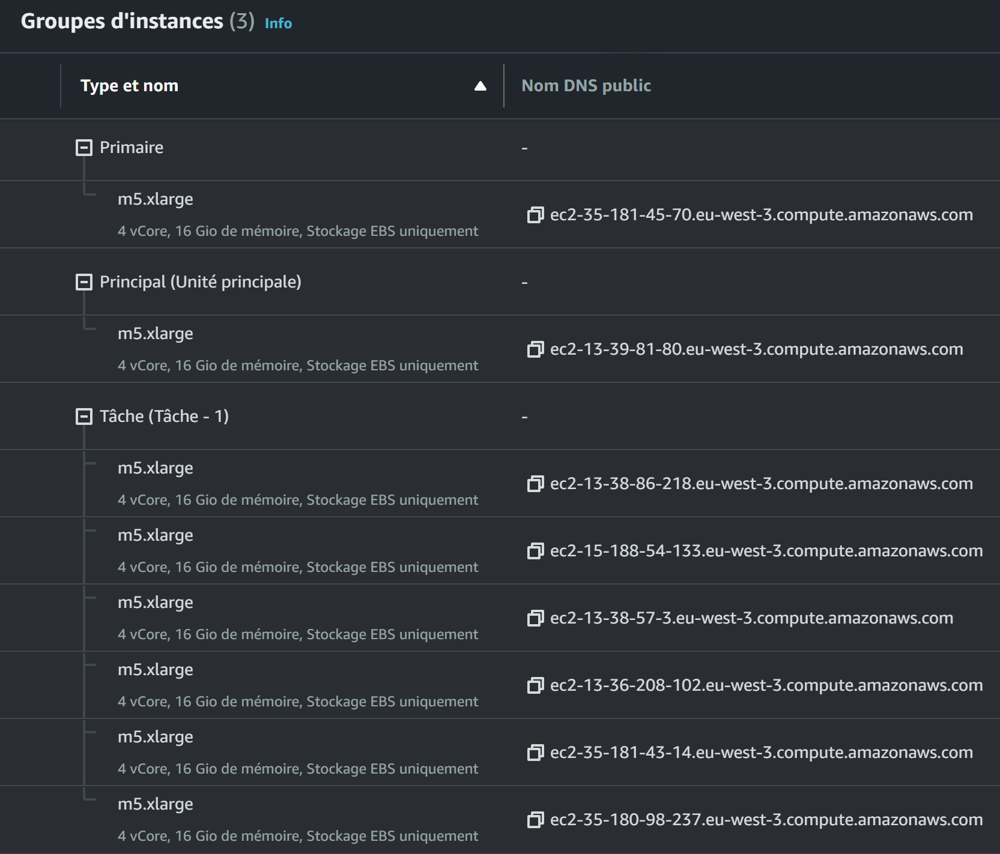 Groupes d'instances (3) Info
Type et nom Nom DNS public
Primaire -
m5.xlarge
4 vCore, 16 Gio de mémoire, Stockage EBS uniquement
ec2-35-181-45-70.eu-west-3.compute.amazonaws.com
Principal (Unité principale) -
m5.xlarge
4 vCore, 16 Gio de mémoire, Stockage EBS uniquement
ec2-13-39-81-80.eu-west-3.compute.amazonaws.com
Tâche (Tâche - 1) -
m5.xlarge
4 vCore, 16 Gio de mémoire, Stockage EBS uniquement
ec2-13-38-86-218.eu-west-3.compute.amazonaws.com
m5.xlarge
4 vCore, 16 Gio de mémoire, Stockage EBS uniquement
ec2-15-188-54-133.eu-west-3.compute.amazonaws.com
m5.xlarge
4 vCore, 16 Gio de mémoire, Stockage EBS uniquement
ec2-13-38-57-3.eu-west-3.compute.amazonaws.com
m5.xlarge
4 vCore, 16 Gio de mémoire, Stockage EBS uniquement
ec2-13-36-208-102.eu-west-3.compute.amazonaws.com
m5.xlarge
4 vCore, 16 Gio de mémoire, Stockage EBS uniquement
ec2-35-181-43-14.eu-west-3.compute.amazonaws.com
m5.xlarge
4 vCore, 16 Gio de mémoire, Stockage EBS uniquement
ec2-35-180-98-237.eu-west-3.compute.amazonaws.com